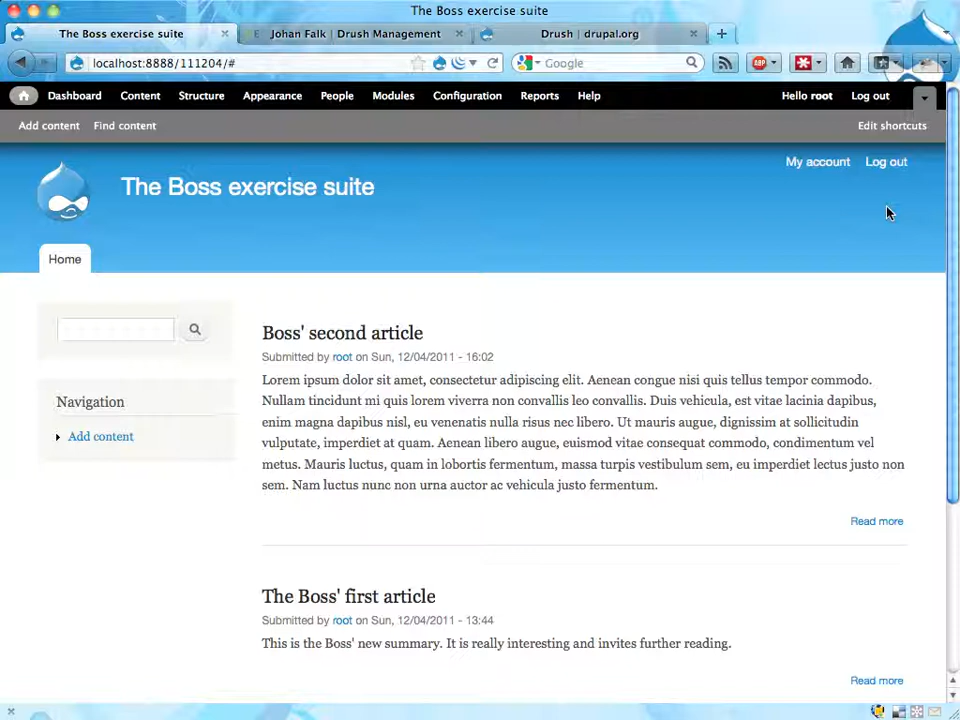 The Boss exercise suite
The Boss exercise suite
Johan Falk | Drush Management
Drush | drupal.org
localhost:8888/111204/#
Google
ABP
Dashboard Content Structure Appearance People Modules Configuration Reports Help Hello root Log out
Add content Find content Edit shortcuts
My account Log out
The Boss exercise suite
Home
Boss' second article
Submitted by root on Sun, 12/04/2011 - 16:02
Lorem ipsum dolor sit amet, consectetur adipiscing elit. Aenean congue nisi quis tellus tempor commodo.
Nullam tincidunt mi quis lorem viverra non convallis leo convallis. Duis vehicula, est vitae lacinia dapibus,
enim magna dapibus nisl, eu venenatis nulla risus nec libero. Ut mauris augue, dignissim at sollicitudin
vulputate, imperdiet at quam. Aenean libero augue, euismod vitae consequat commodo, condimentum vel
metus. Mauris luctus, quam in lobortis fermentum, massa turpis vestibulum sem, eu imperdiet lectus justo non
sem. Nam luctus nunc non urna auctor ac vehicula justo fermentum.
Read more
Navigation
Add content
The Boss' first article
Submitted by root on Sun, 12/04/2011 - 13:44
This is the Boss' new summary. It is really interesting and invites further reading.
Read more